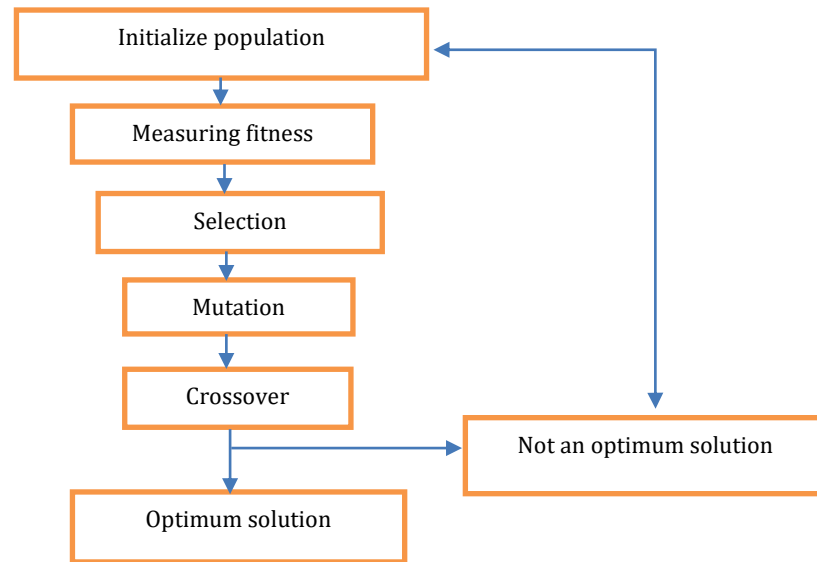 Initialize population
Measuring fitness
Selection
Mutation
Crossover
Not an optimum solution
Optimum solution